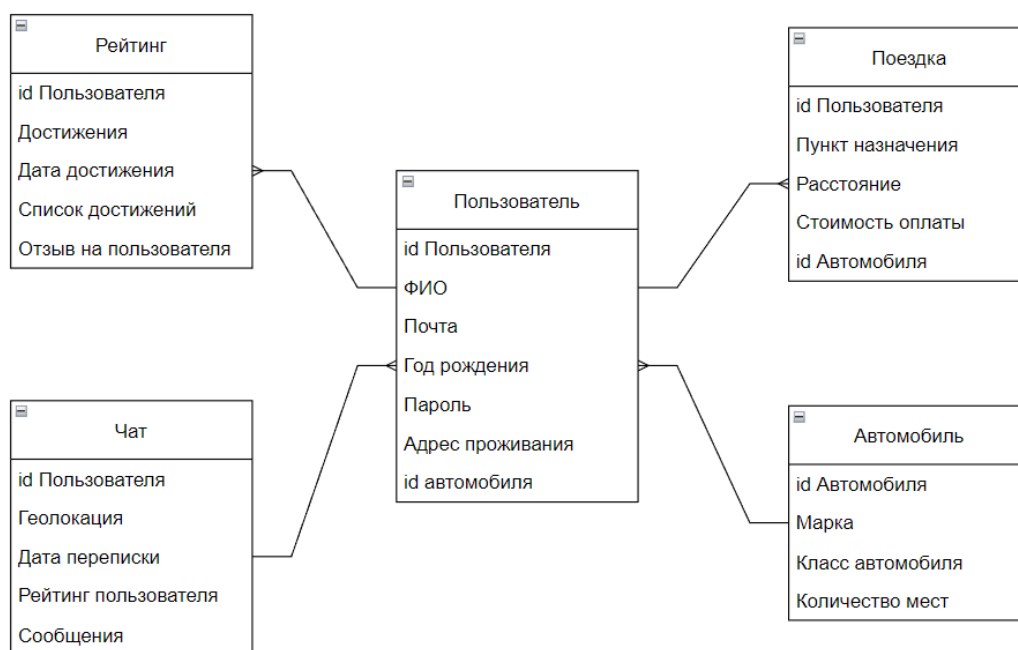 Рейтинг
id Пользователя
Достижения
Дата достижения
Список достижений
Отзыв на пользователя
Поездка
id Пользователя
Пункт назначения
Расстояние
Стоимость оплаты
id Автомобиля
Пользователь
id Пользователя
ФИО
Почта
Год рождения
Пароль
Адрес проживания
id автомобиля
Чат
id Пользователя
Геолокация
Дата переписки
Рейтинг пользователя
Сообщения
Автомобиль
id Автомобиля
Марка
Класс автомобиля
Количество мест